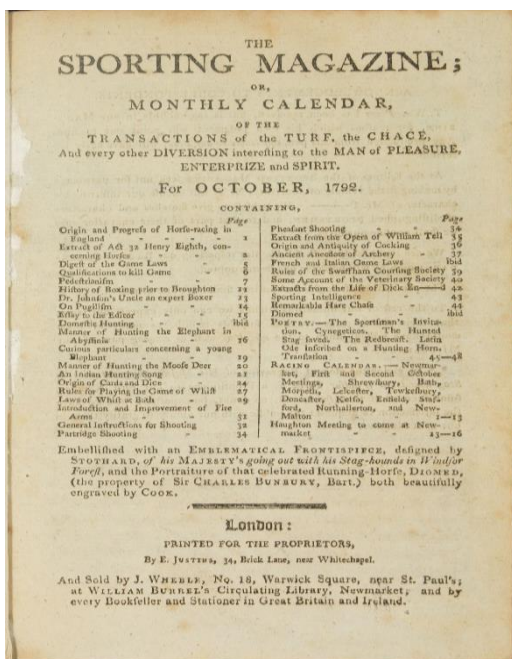 THE
SPORTING MAGAZINE;
OR,
MONTHLY CALENDAR,
OF THE
TRANSACTIONS of the TURF, the CHACE,
And every other DIVERSION interesting to the MAN of PLEASURE,
ENTERPRIZE and SPIRIT.
For OCTOBER, 1792.
CONTAINING,
Page
Origin and Progress of Horse-racing in
England - - - 1
Extract of Act 32 Henry Eighth, con-
cerning Horses - - 2
Digest of the Game Laws - 5
Qualifications to kill Game - 6
Pedestrianism - - 7
History of Boxing prior to Broughton 12
Dr. Johnson's Uncle an expert Boxer 13
On Pugilism - - 14
Essay to the Editor - - 15
Domestic Hunting - - ibid
Manner of Hunting the Elephant in
Abyssinia - - 16
Curious particulars concerning a young
Elephant - - 19
Manner of Hunting the Moose Deer 20
An Indian Hunting Song - 21
Origin of Cards and Dice - 24
Rules for Playing the Game of Whist 27
Laws of Whist at Bath - 29
Introduction and Improvement of Fire
Arms - - - 31
General Instructions for Shooting 32
Partridge Shooting - - 34
Page
Pheasant Shooting - - 34
Extract from the Opera of William Tell 35
Origin and Antiquity of Cocking - 36
Ancient Anecdotes of Archery - 37
French and Italian Game Laws ibid
Rules of the Swaffham Coursing Society 39
Some Account of the Veterinary Society 40
Extracts from the Life of Dick En——d 42
Sporting Intelligence - 43
Remarkable Hare Chase - 44
Diomed - - - ibid
POETRY.—The Sportsman's Invita-
tion. Cynegeticos. The Hunted
Stag saved. The Redbreast. Latin
Ode Inscribed on a Hunting Horn.
Translation - - 45—48
RACING CALENDAR.—Newmar-
ket, First and Second October
Meetings, Shrewsbury, Bath,
Morpeth, Leicester, Tewkesbury,
Doncaster, Kelso, Enfield, Staf-
ford, Northallerton, and New-
Malton - - 1—13
Houghton Meeting to come at New-
market - - 13—16
Embellished with an EMBLEMATICAL FRONTISPIECE, designed by
STOTHARD, of his MAJESTY's going out with his Stag-hounds in Windsor
Forest, and the Portraiture of that celebrated Running-Horse, DIOMED,
(the property of Sir CHARLES BUNBURY, Bart.) both beautifully
engraved by COOK.
London:
PRINTED FOR THE PROPRIETORS,
By E. JUSTINS, 34, Brick Lane, near Whitechapel.
And Sold by J. WHEBLE, No. 18, Warwick Square, near St. Paul's;
at WILLIAM BURREL's Circulating Library, Newmarket; and by
every Bookseller and Stationer in Great Britain and Ireland.